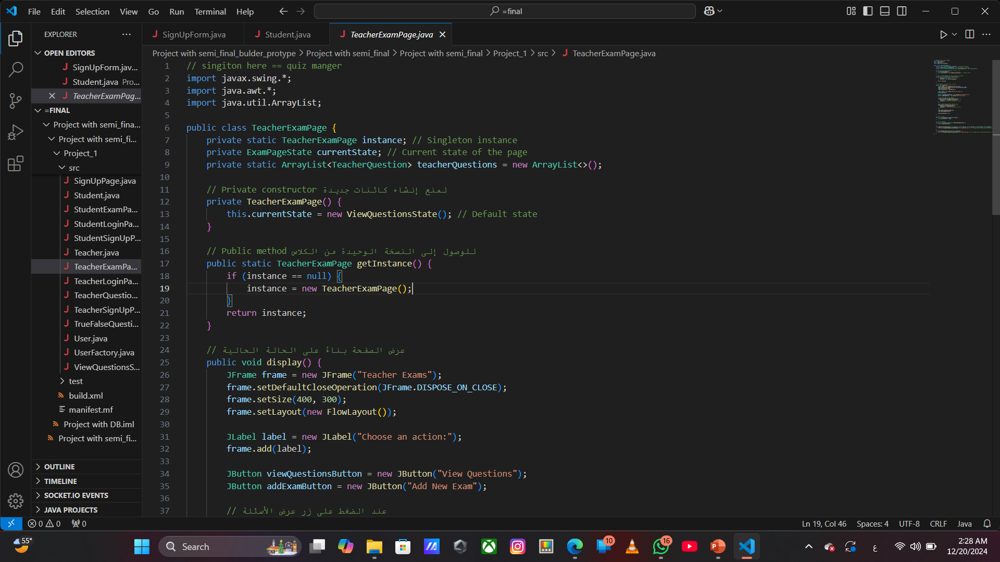 File Edit Selection View Go Run Terminal Help
=final
EXPLORER
OPEN EDITORS
SignUpForm.jav...
Student.java Pro...
TeacherExamPag...
=FINAL
Project with semi_fina...
Project with semi_fi...
Project_1
src
SignUpPage.java
Student.java
StudentExamPa...
StudentLoginPa...
StudentSignUpP...
Teacher.java
TeacherExamPa...
TeacherLoginPa...
TeacherQuestio...
TeacherSignUpP...
TrueFalseQuesti...
User.java
UserFactory.java
ViewQuestionsS...
test
build.xml
manifest.mf
Project with DB.iml
Project with semi_fi...
OUTLINE
TIMELINE
SOCKET.IO EVENTS
JAVA PROJECTS
SignUpForm.java Student.java TeacherExamPage.java
Project with semi_final_bulder_protype > Project with semi_final > Project with semi_final > Project_1 > src > TeacherExamPage.java
1 // singiton here == quiz manger
2 import javax.swing.*;
3 import java.awt.*;
4 import java.util.ArrayList;
5
6 public class TeacherExamPage {
7 private static TeacherExamPage instance; // Singleton instance
8 private ExamPageState currentState; // Current state of the page
9 private static ArrayList<TeacherQuestion> teacherQuestions = new ArrayList<>();
10
11 // Private constructor لمنع إنشاء كائنات جديدة
12 private TeacherExamPage() {
13 this.currentState = new ViewQuestionsState(); // Default state
14 }
15
16 // Public method للوصول إلى النسخة الوحيدة من الكلاس
17 public static TeacherExamPage getInstance() {
18 if (instance == null) {
19 instance = new TeacherExamPage();
20 }
21 return instance;
22 }
23
24 // عرض الصفحة بناءً على الحالة الحالية
25 public void display() {
26 JFrame frame = new JFrame("Teacher Exams");
27 frame.setDefaultCloseOperation(JFrame.DISPOSE_ON_CLOSE);
28 frame.setSize(400, 300);
29 frame.setLayout(new FlowLayout());
30
31 JLabel label = new JLabel("Choose an action:");
32 frame.add(label);
33
34 JButton viewQuestionsButton = new JButton("View Questions");
35 JButton addExamButton = new JButton("Add New Exam");
36
37 // عند الضغط على زر عرض الأسئلة
0 0 0
Ln 19, Col 46 Spaces: 4 UTF-8 CRLF Java
55°
Search
10
16
ع
2:28 AM
12/20/2024